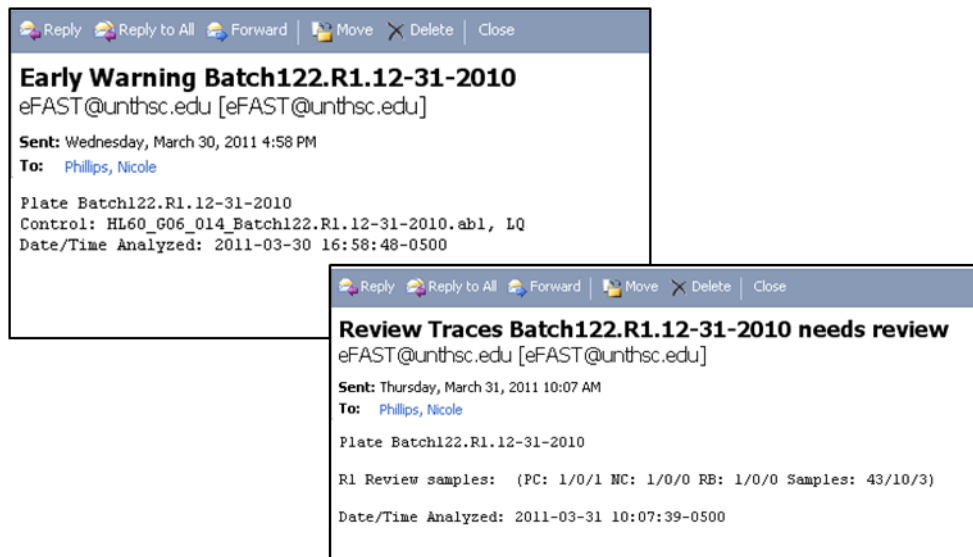 Reply Reply to All Forward Move Delete Close
Early Warning Batch122.R1.12-31-2010
eFAST@unthsc.edu [eFAST@unthsc.edu]
Sent: Wednesday, March 30, 2011 4:58 PM
To: Phillips, Nicole
Plate Batch122.R1.12-31-2010
Control: HL60_G06_014_Batch122.R1.12-31-2010.ab1, LQ
Date/Time Analyzed: 2011-03-30 16:58:48-0500
Reply Reply to All Forward Move Delete Close
Review Traces Batch122.R1.12-31-2010 needs review
eFAST@unthsc.edu [eFAST@unthsc.edu]
Sent: Thursday, March 31, 2011 10:07 AM
To: Phillips, Nicole
Plate Batch122.R1.12-31-2010
R1 Review samples: (PC: 1/0/1 NC: 1/0/0 RB: 1/0/0 Samples: 43/10/3)
Date/Time Analyzed: 2011-03-31 10:07:39-0500